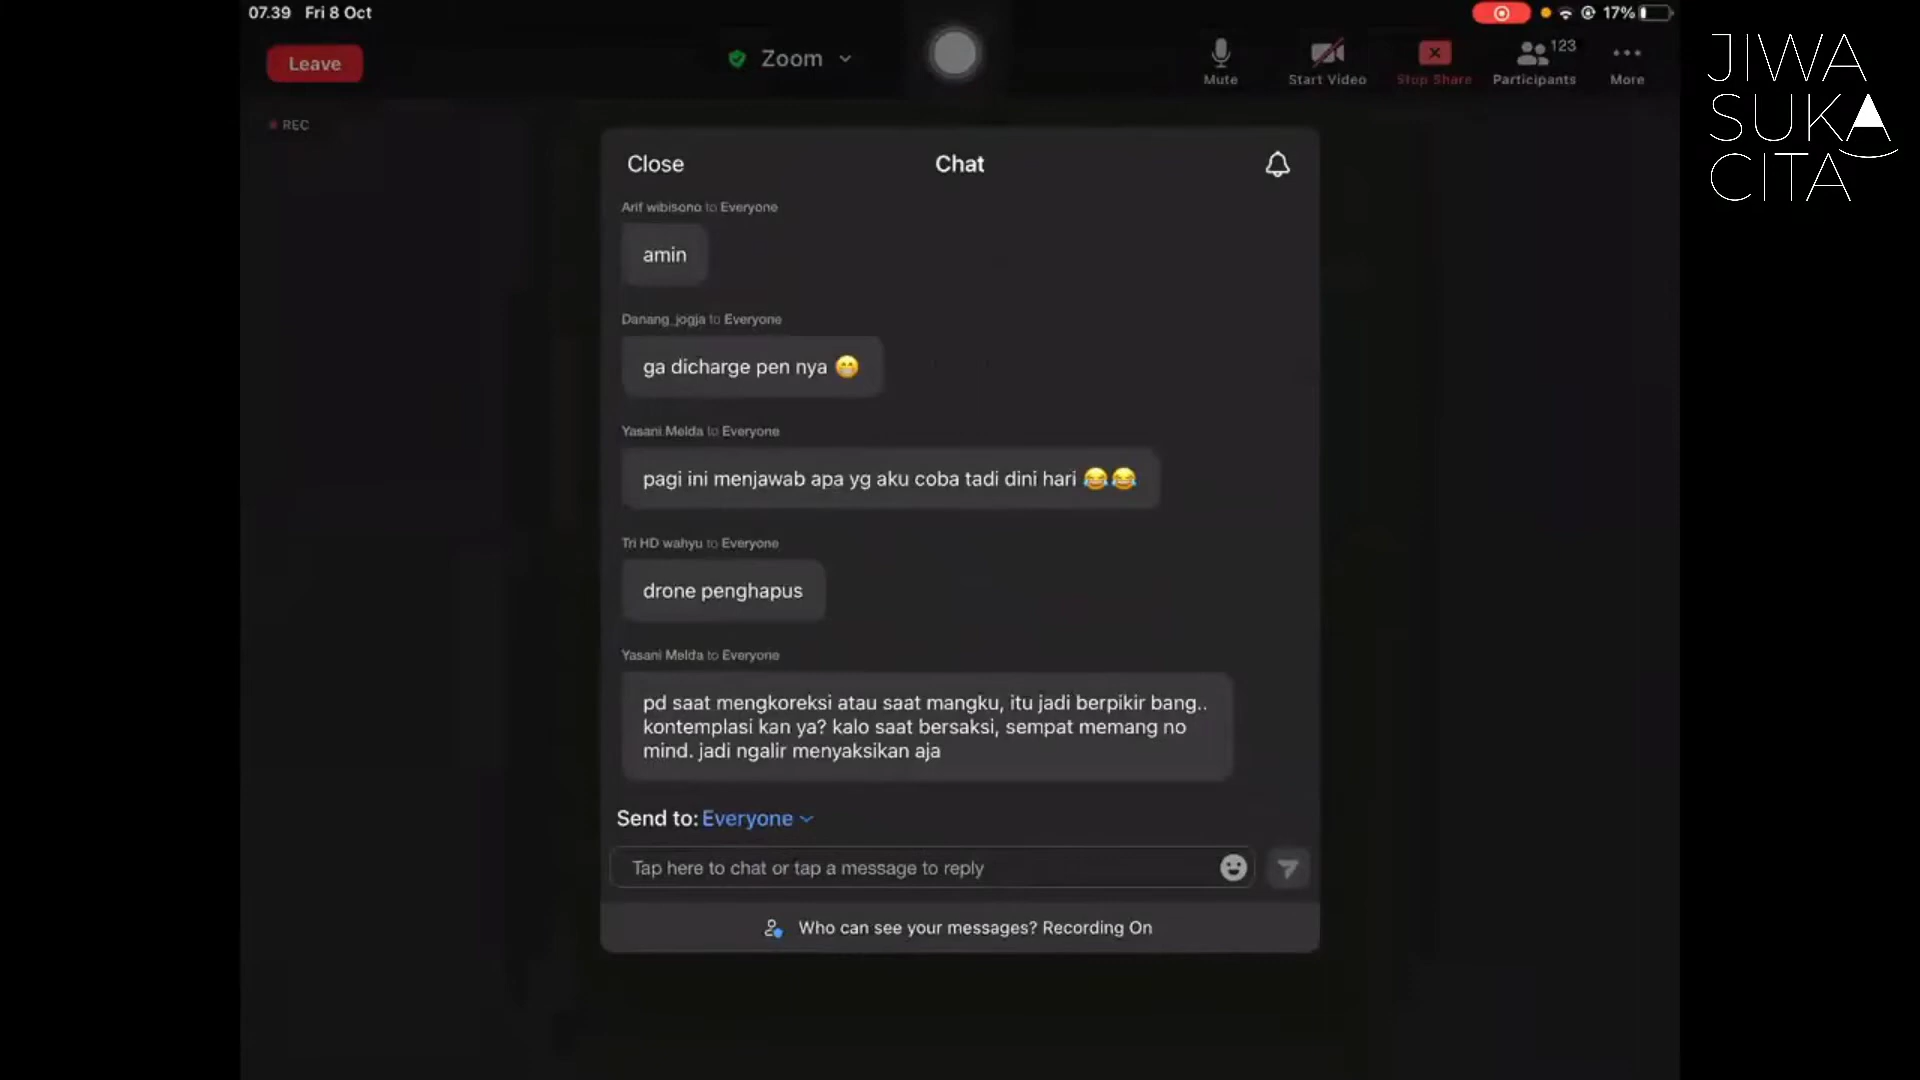 07.39 Fri 8 Oct
17%
Leave
Zoom
Mute
Start Video
Stop Share
Participants
123
More
REC
JIWA
SUKA
CITA
Close
Chat
Arif wibisono to Everyone
amin
Danang_jogja to Everyone
ga dicharge pen nya 😁
Yasani Melda to Everyone
pagi ini menjawab apa yg aku coba tadi dini hari 😂😂
Tri HD wahyu to Everyone
drone penghapus
Yasani Melda to Everyone
pd saat mengkoreksi atau saat mangku, itu jadi berpikir bang..
kontemplasi kan ya? kalo saat bersaksi, sempat memang no
mind. jadi ngalir menyaksikan aja
Send to: Everyone
Tap here to chat or tap a message to reply
Who can see your messages? Recording On